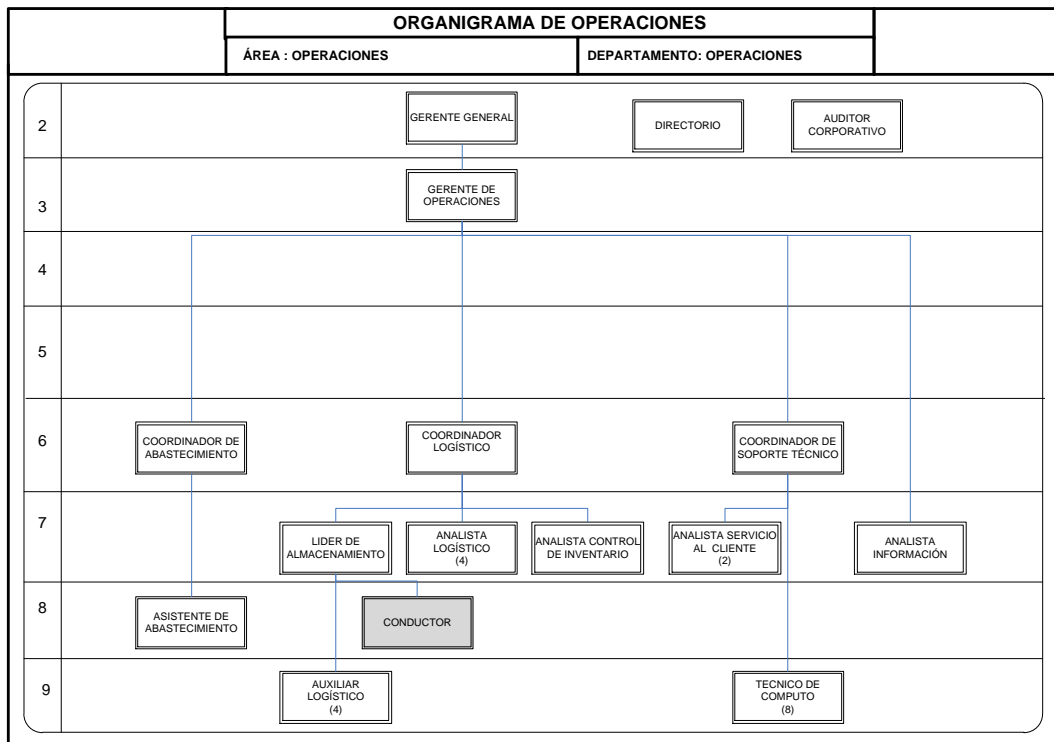 ORGANIGRAMA DE OPERACIONES
ÁREA : OPERACIONES
DEPARTAMENTO: OPERACIONES
2
GERENTE GENERAL
DIRECTORIO
AUDITOR
CORPORATIVO
3
GERENTE DE
OPERACIONES
4
5
6
COORDINADOR DE
ABASTECIMIENTO
COORDINADOR
LOGÍSTICO
COORDINADOR DE
SOPORTE TÉCNICO
7
LIDER DE
ALMACENAMIENTO
ANALISTA
LOGÍSTICO
(4)
ANALISTA CONTROL
DE INVENTARIO
ANALISTA SERVICIO
AL CLIENTE
(2)
ANALISTA
INFORMACIÓN
8
ASISTENTE DE
ABASTECIMIENTO
CONDUCTOR
9
AUXILIAR
LOGÍSTICO
(4)
TECNICO DE
COMPUTO
(8)